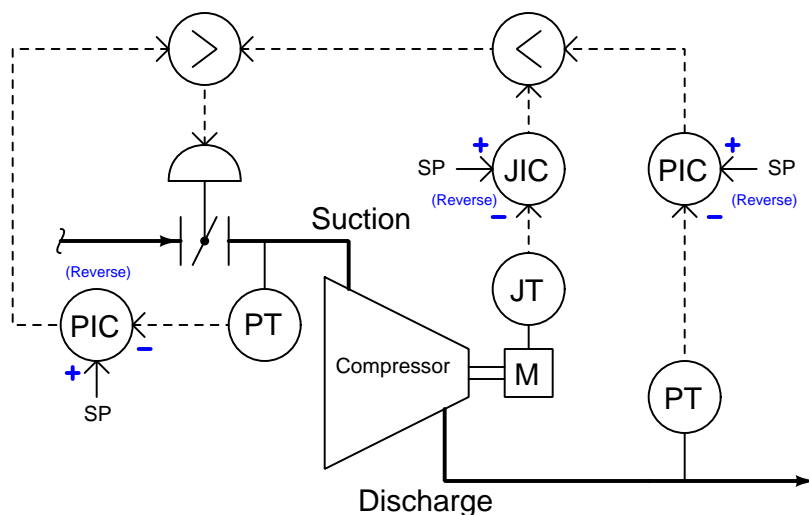 >
<
+
SP
JIC
(Reverse)
−
+
PIC
SP
(Reverse)
−
Suction
(Reverse)
PIC
−
PT
+
SP
JT
Compressor
M
PT
Discharge